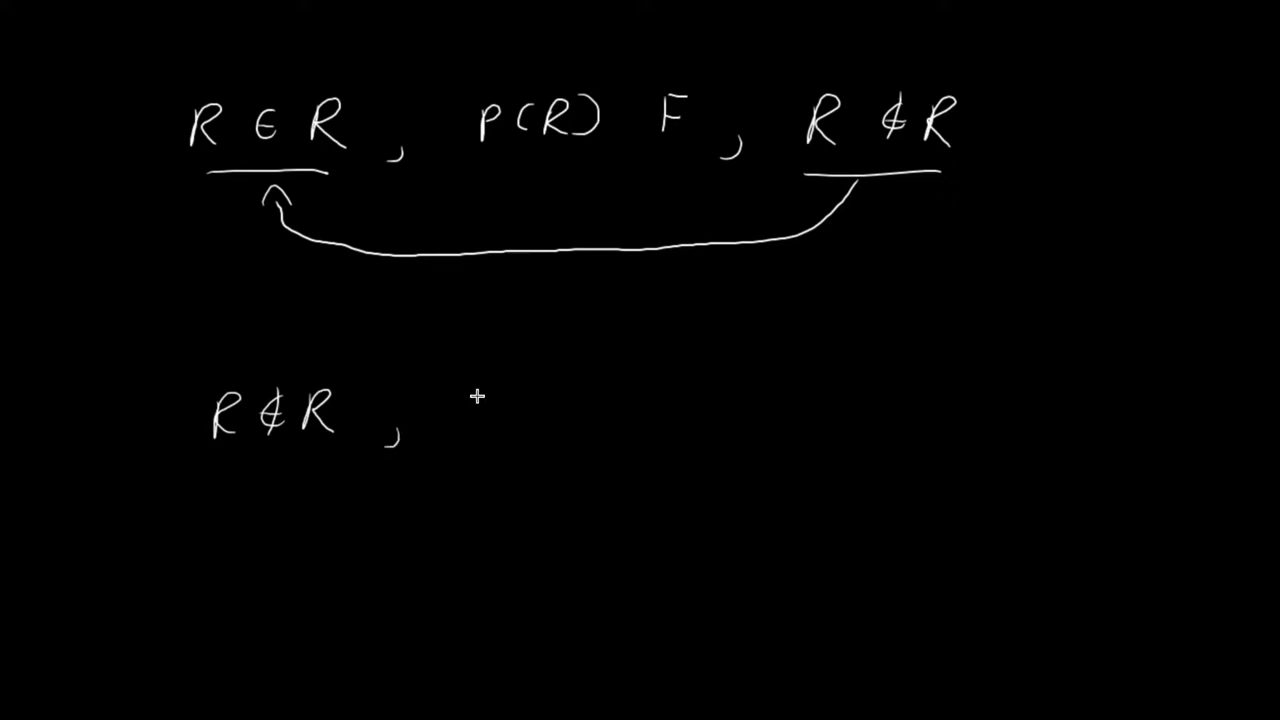 R ∈ R , P(R) F , R ∉ R
R ∉ R ,